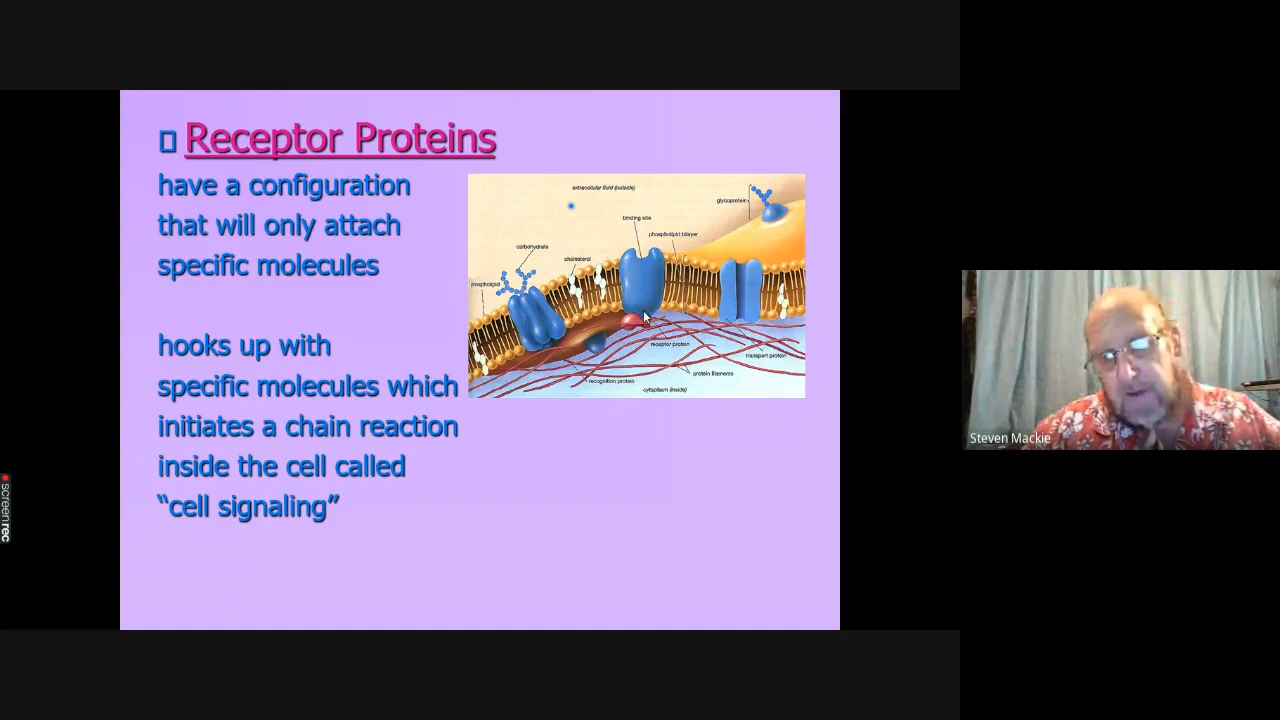 Receptor Proteins
have a configuration
that will only attach
specific molecules
hooks up with
specific molecules which
initiates a chain reaction
inside the cell called
“cell signaling”
extracellular fluid (outside)
glycoprotein
binding site
phospholipid bilayer
carbohydrate
cholesterol
phospholipid
receptor protein
transport protein
protein filaments
recognition protein
cytoplasm (inside)
Steven Mackie
screenrec